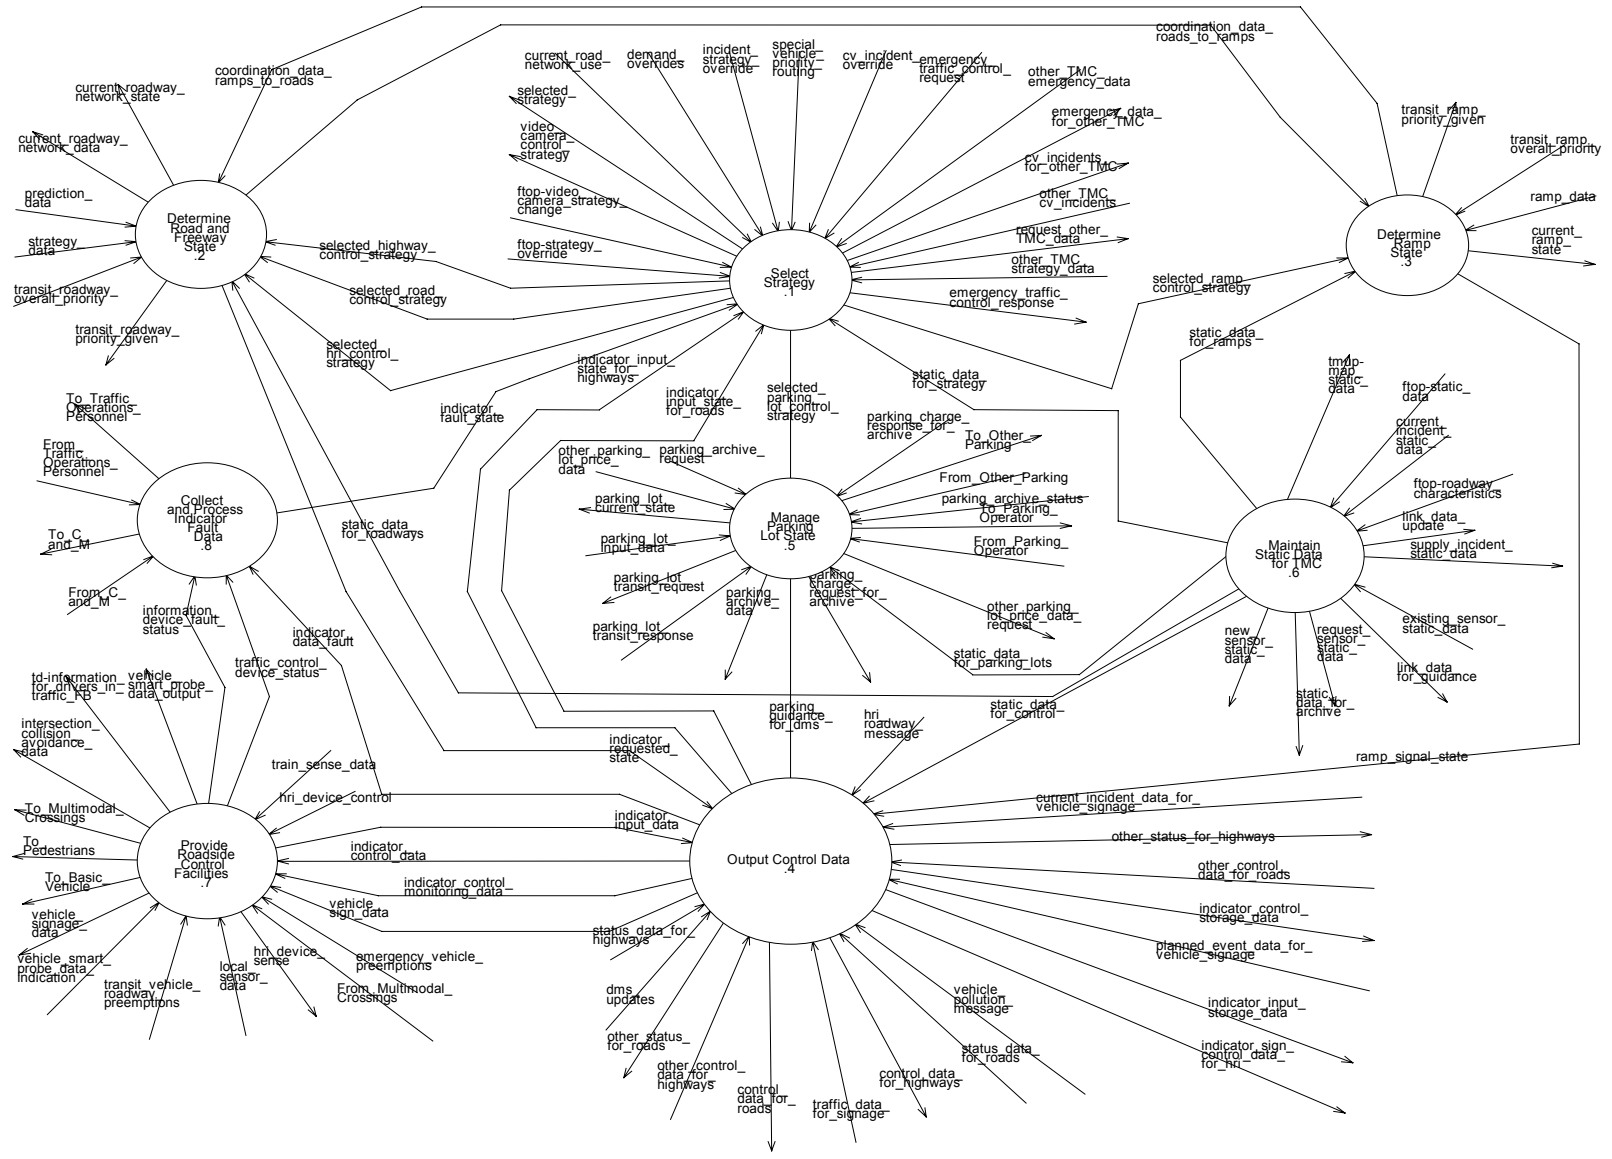 coordination_data_
roads_to_ramps
coordination_data_
ramps_to_roads
current_roadway_
network_state
current_roadway_
network_data
prediction_
data
strategy_
data
transit_roadway_
overall_priority
transit_roadway_
priority_given
Determine
Road and
Freeway
State
.2
current_road_
network_use
demand_
overrides
incident_
strategy_
override
special_
vehicle_
priority_
routing
cv_incident_
override
emergency_
traffic_control_
request
other_TMC_
emergency_data
emergency_data_
for_other_TMC
cv_incidents_
for_other_TMC
other_TMC_
cv_incidents
request_other_
TMC_data
other_TMC_
strategy_data
emergency_traffic_
control_response
selected_
strategy
video_
camera_
control_
strategy
ftop-video_
camera_strategy_
change
ftop-strategy_
override
selected_highway_
control_strategy
selected_road_
control_strategy
selected_
hri_control_
strategy
Select
Strategy
.1
transit_ramp_
priority_given
transit_ramp_
overall_priority
ramp_data
current_
ramp_
state
Determine
Ramp
State
.3
selected_ramp_
control_strategy
static_data_
for_ramps
indicator_input_
state_for_
highways
indicator_
input_state_
for_roads
selected_
parking_
lot_control_
strategy
static_data_
for_strategy
indicator_
fault_state
To_Traffic_
Operations_
Personnel
From_
Traffic_
Operations_
Personnel
To_C_
and_M
From_C_
and_M
Collect
and Process
Indicator
Fault
Data
.8
static_data_
for_roadways
other_parking_
lot_price_
data
parking_archive_
request
parking_charge_
response_for_
archive
To_Other_
Parking
From_Other_Parking
parking_archive_status
To_Parking_
Operator
From_Parking_
Operator
parking_lot_
current_state
parking_lot_
input_data
parking_lot_
transit_request
parking_lot_
transit_response
parking_
archive_
data
parking_
charge_
request_for_
archive
other_parking_
lot_price_data_
request
static_data_
for_parking_lots
Manage
Parking
Lot State
.5
tmup-
map_
static_
data
ftop-static_
data
current_
incident_
static_
data
ftop-roadway_
characteristics
link_data_
update
supply_incident_
static_data
existing_sensor_
static_data
link_data_
for_guidance
request_
sensor_
static_
data
new_
sensor_
static_
data
static_
data_for_
archive
Maintain
Static Data
for TMC
.6
information_
device_fault_
status
indicator_
data_fault
traffic_control_
device_status
td-information_
for_drivers_in_
traffic_FB
vehicle_
smart_probe_
data_output
intersection_
collision_
avoidance_
data
To_Multimodal_
Crossings
To_
Pedestrians
To_Basic_
Vehicle
vehicle_
signage_
data
vehicle_smart_
probe_data_
indication
transit_vehicle_
roadway_
preemptions
local_
sensor_
data
hri_device_
sense
emergency_vehicle_
preemptions
From_Multimodal_
Crossings
train_sense_data
hri_device_control
Provide
Roadside
Control
Facilities
.7
indicator_
requested_
state
indicator_
input_data
indicator_
control_data
indicator_control_
monitoring_data
vehicle_
sign_data
parking_
guidance_
for_dms
hri_
roadway_
message
static_data_
for_control
ramp_signal_state
current_incident_data_for_
vehicle_signage
other_status_for_highways
other_control_
data_for_roads
indicator_control_
storage_data
planned_event_data_for_
vehicle_signage
indicator_input_
storage_data
indicator_sign_
control_data_
for_hri
Output Control Data
.4
status_data_for_
highways
dms_
updates
other_status_
for_roads
other_control_
data_for_
highways
control_
data_for_
roads
traffic_data_
for_signage
control_data_
for_highways
status_data_
for_roads
vehicle_
pollution_
message